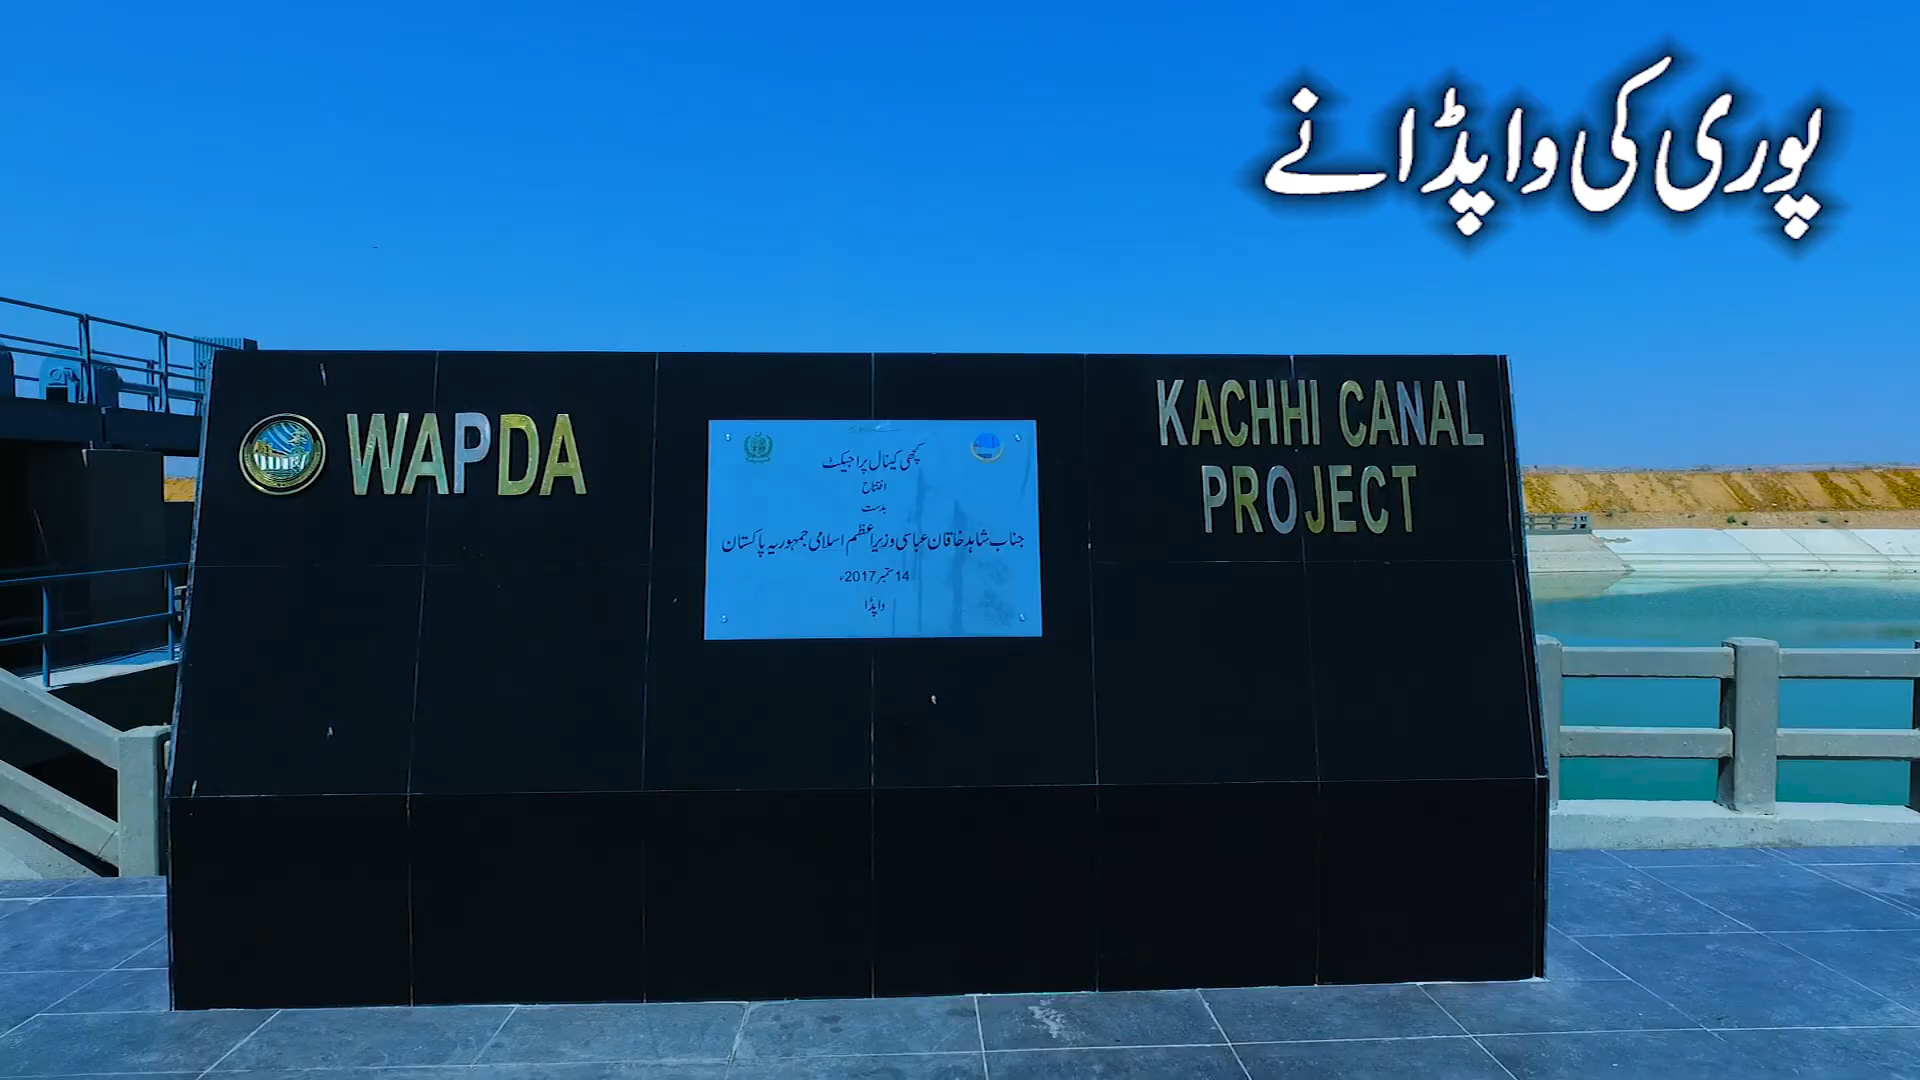 پوری کی واپڈا نے
WAPDA
کچھی کینال پراجیکٹ
افتتاح
بدست
جناب شاہد خاقان عباسی وزیراعظم اسلامی جمہوریہ پاکستان
14 ستمبر 2017ء
واپڈا
KACHHI CANAL
PROJECT